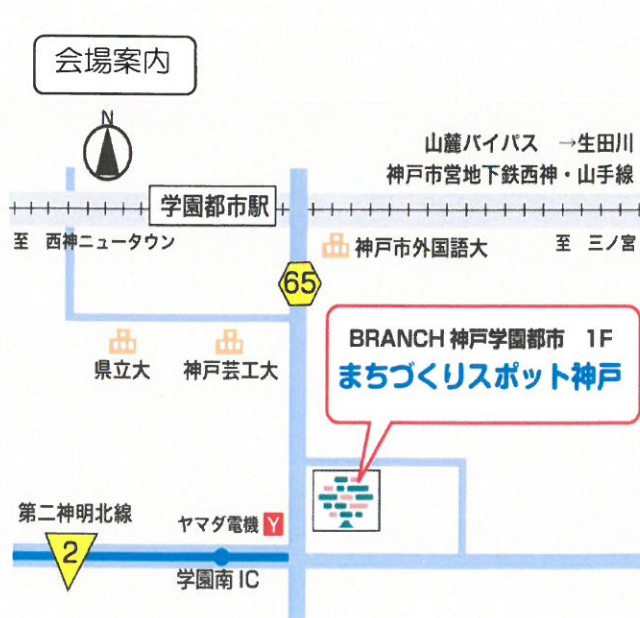 会場案内
N
山麓バイパス →生田川
神戸市営地下鉄西神・山手線
学園都市駅
至 西神ニュータウン
神戸市外国語大
至 三ノ宮
65
県立大
神戸芸工大
BRANCH 神戸学園都市 1F
まちづくりスポット神戸
第二神明北線
2
ヤマダ電機 Y
学園南 IC